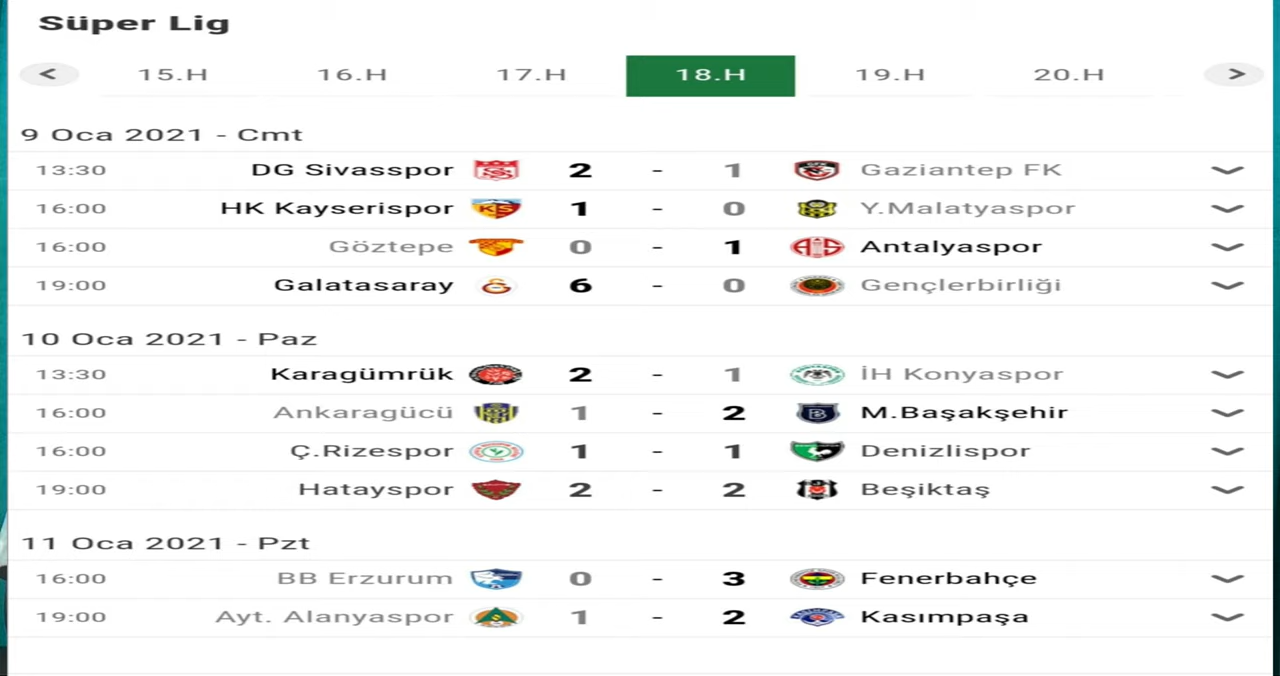 Süper Lig
< 15.H 16.H 17.H 18.H 19.H 20.H >
9 Oca 2021 - Cmt
13:30 DG Sivasspor 2 - 1 Gaziantep FK
16:00 HK Kayserispor 1 - 0 Y.Malatyaspor
16:00 Göztepe 0 - 1 Antalyaspor
19:00 Galatasaray 6 - 0 Gençlerbirliği
10 Oca 2021 - Paz
13:30 Karagümrük 2 - 1 İH Konyaspor
16:00 Ankaragücü 1 - 2 M.Başakşehir
16:00 Ç.Rizespor 1 - 1 Denizlispor
19:00 Hatayspor 2 - 2 Beşiktaş
11 Oca 2021 - Pzt
16:00 BB Erzurum 0 - 3 Fenerbahçe
19:00 Ayt. Alanyaspor 1 - 2 Kasımpaşa